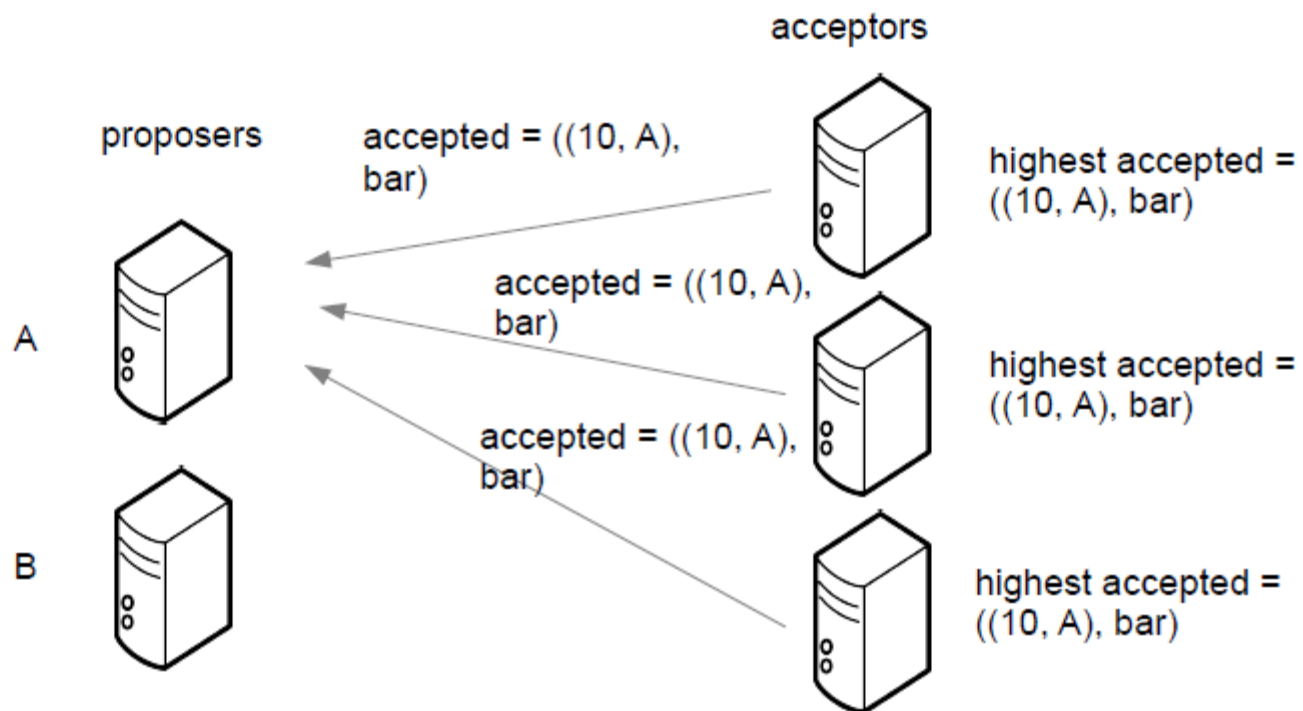 acceptors
proposers
accepted = ((10, A),
bar)
highest accepted =
((10, A), bar)
accepted = ((10, A),
bar)
A
highest accepted =
((10, A), bar)
accepted = ((10, A),
bar)
B
highest accepted =
((10, A), bar)